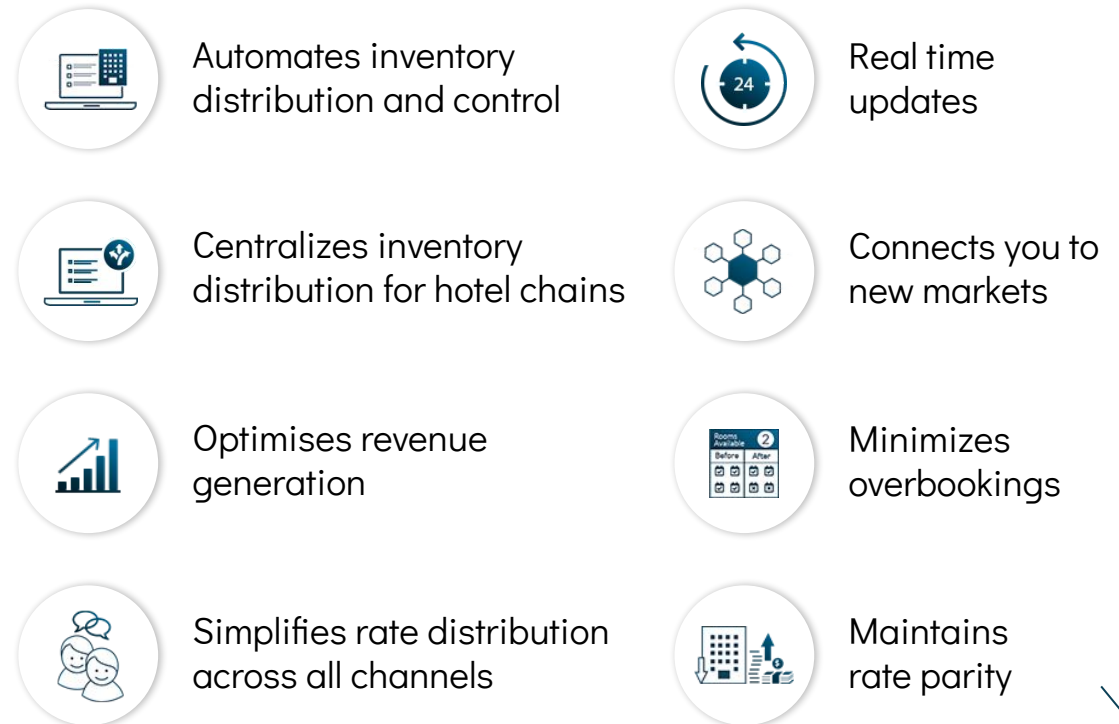 Automates inventory
distribution and control
24
Real time
updates
Centralizes inventory
distribution for hotel chains
Connects you to
new markets
Optimises revenue
generation
Rooms
Available
2
Before After
Minimizes
overbookings
Simplifies rate distribution
across all channels
Maintains
rate parity